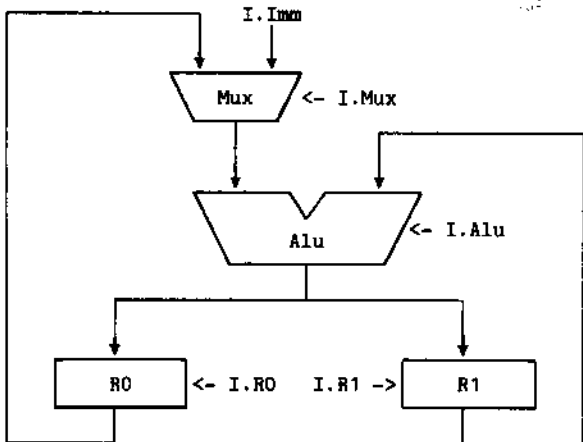 I.Imm
Mux <- I.Mux
Alu <- I.Alu
R0 <- I.R0 I.R1 -> R1